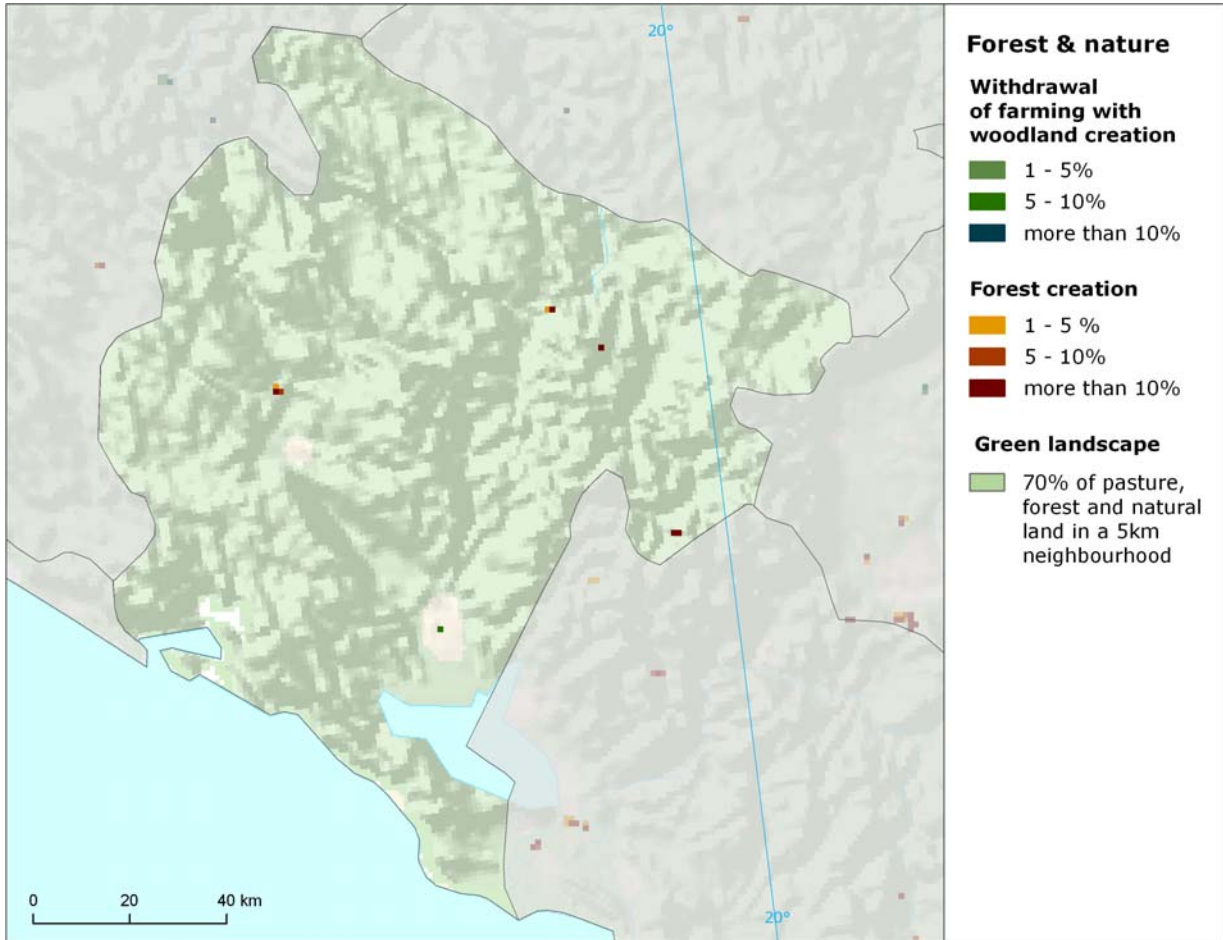 20°
Forest & nature
Withdrawal
of farming with
woodland creation
1 - 5%
5 - 10%
more than 10%
Forest creation
1 - 5 %
5 - 10%
more than 10%
Green landscape
70% of pasture,
forest and natural
land in a 5km
neighbourhood
0 20 40 km
20°